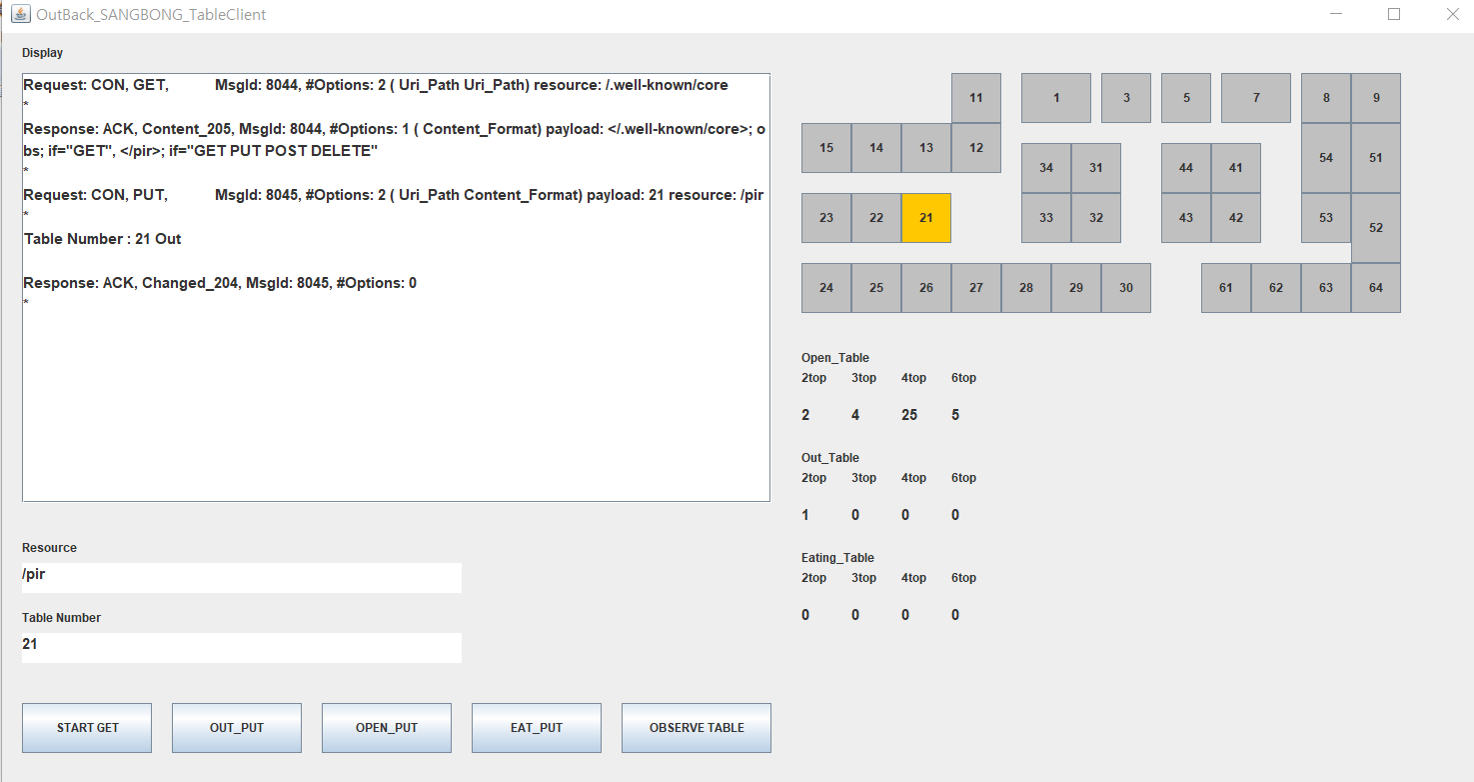 OutBack_SANGBONG_TableClient
Display
Request: CON, GET, MsgId: 8044, #Options: 2 ( Uri_Path Uri_Path) resource: /.well-known/core
*
Response: ACK, Content_205, MsgId: 8044, #Options: 1 ( Content_Format) payload: </.well-known/core>; o
bs; if="GET", </pir>; if="GET PUT POST DELETE"
*
Request: CON, PUT, MsgId: 8045, #Options: 2 ( Uri_Path Content_Format) payload: 21 resource: /pir
*
Table Number : 21 Out
Response: ACK, Changed_204, MsgId: 8045, #Options: 0
*
Resource
/pir
Table Number
21
START GET OUT_PUT OPEN_PUT EAT_PUT OBSERVE TABLE
11 1 3 5 7 8 9
15 14 13 12
34 31 44 41 54 51
23 22 21 33 32 43 42 53 52
24 25 26 27 28 29 30 61 62 63 64
Open_Table
2top 3top 4top 6top
2 4 25 5
Out_Table
2top 3top 4top 6top
1 0 0 0
Eating_Table
2top 3top 4top 6top
0 0 0 0